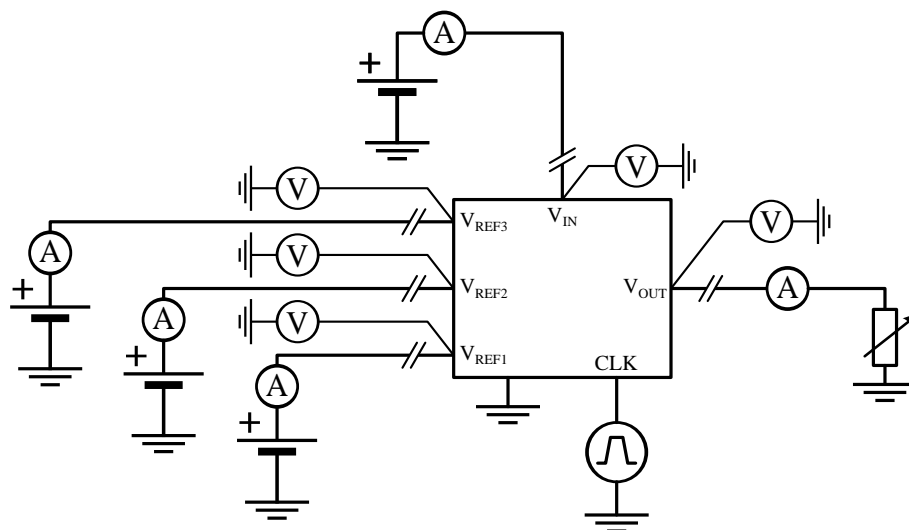 A
+
V
V
V_REF3
V_IN
V
A
+
V
V_REF2
V_OUT
A
A
+
V
V_REF1
CLK
A
+